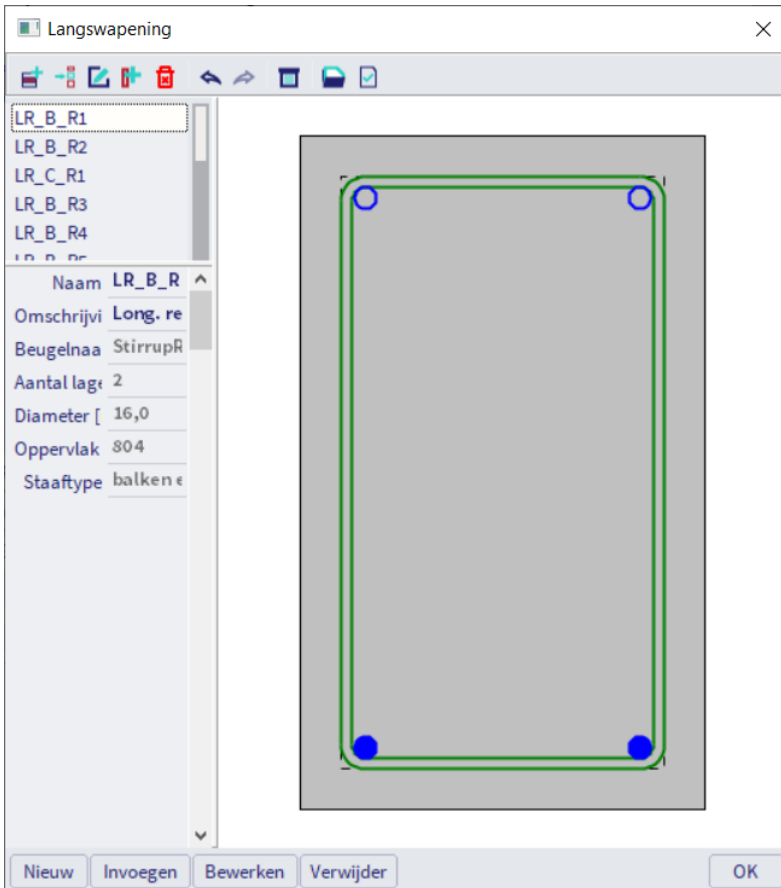 Langswapening
LR_B_R1
LR_B_R2
LR_C_R1
LR_B_R3
LR_B_R4
Naam LR_B_R
Omschrijvi Long. re
Beugelnaa StirrupR
Aantal lage 2
Diameter [ 16,0
Oppervlak 804
Staaftype balken e
Nieuw Invoegen Bewerken Verwijder OK